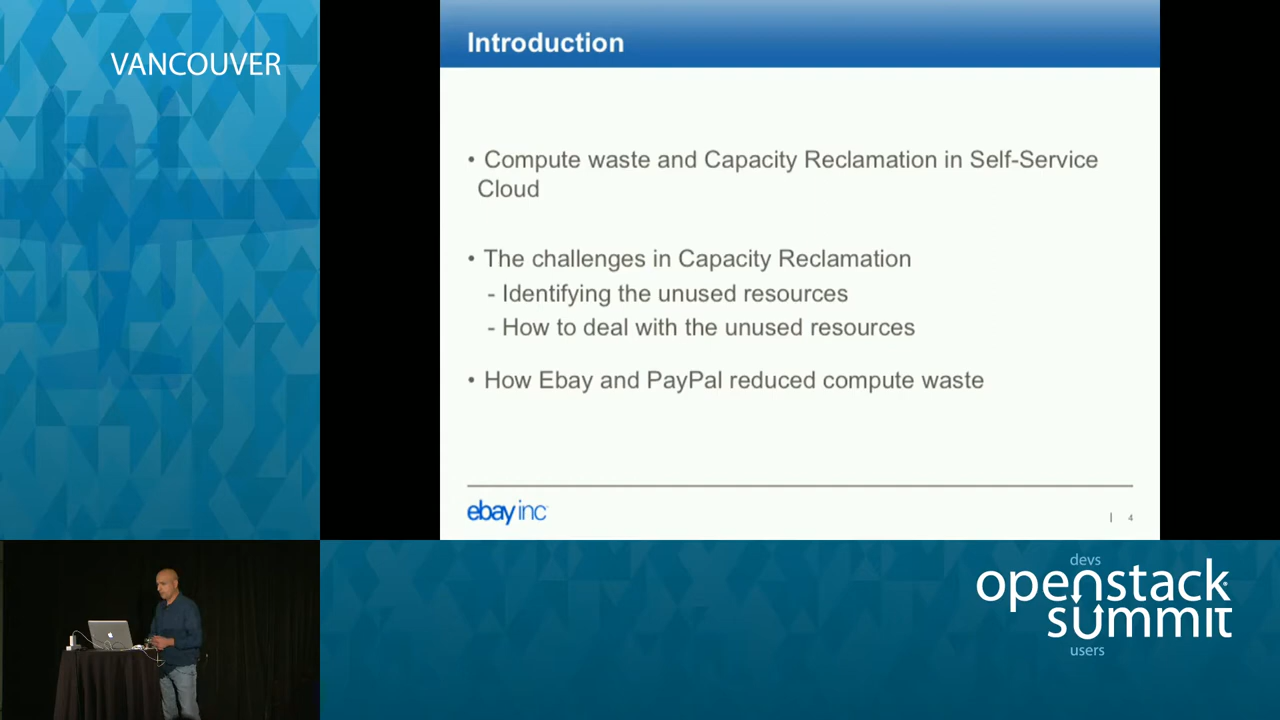 VANCOUVER
Introduction
• Compute waste and Capacity Reclamation in Self-Service
Cloud
• The challenges in Capacity Reclamation
- Identifying the unused resources
- How to deal with the unused resources
• How Ebay and PayPal reduced compute waste
ebay inc
| 4
devs
openstack
summit
users